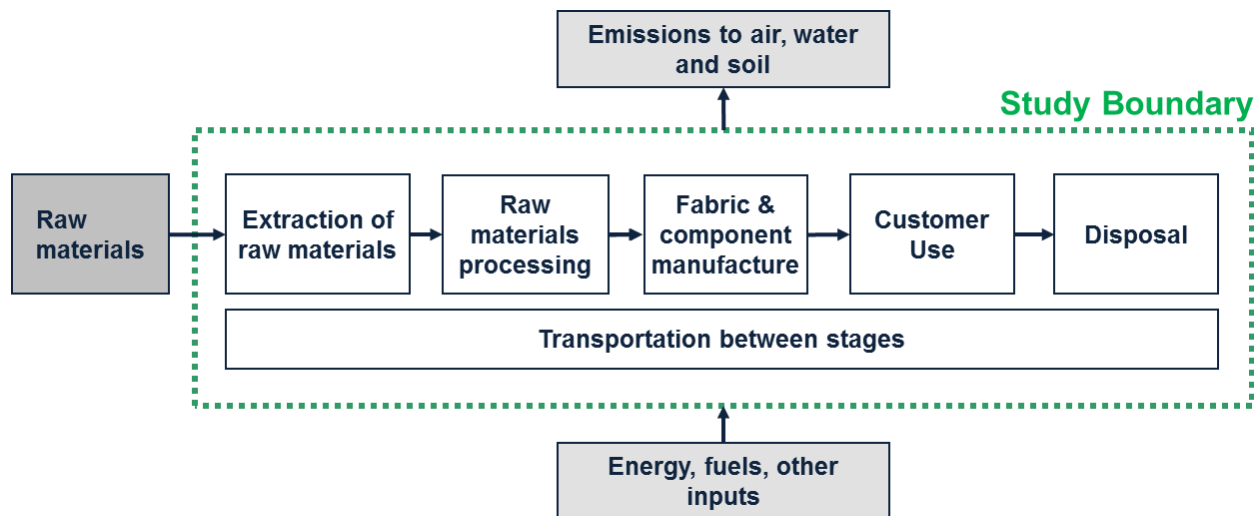 Emissions to air, water
and soil
Study Boundary
Raw
materials
Extraction of
raw materials
Raw
materials
processing
Fabric &
component
manufacture
Customer
Use
Disposal
Transportation between stages
Energy, fuels, other
inputs